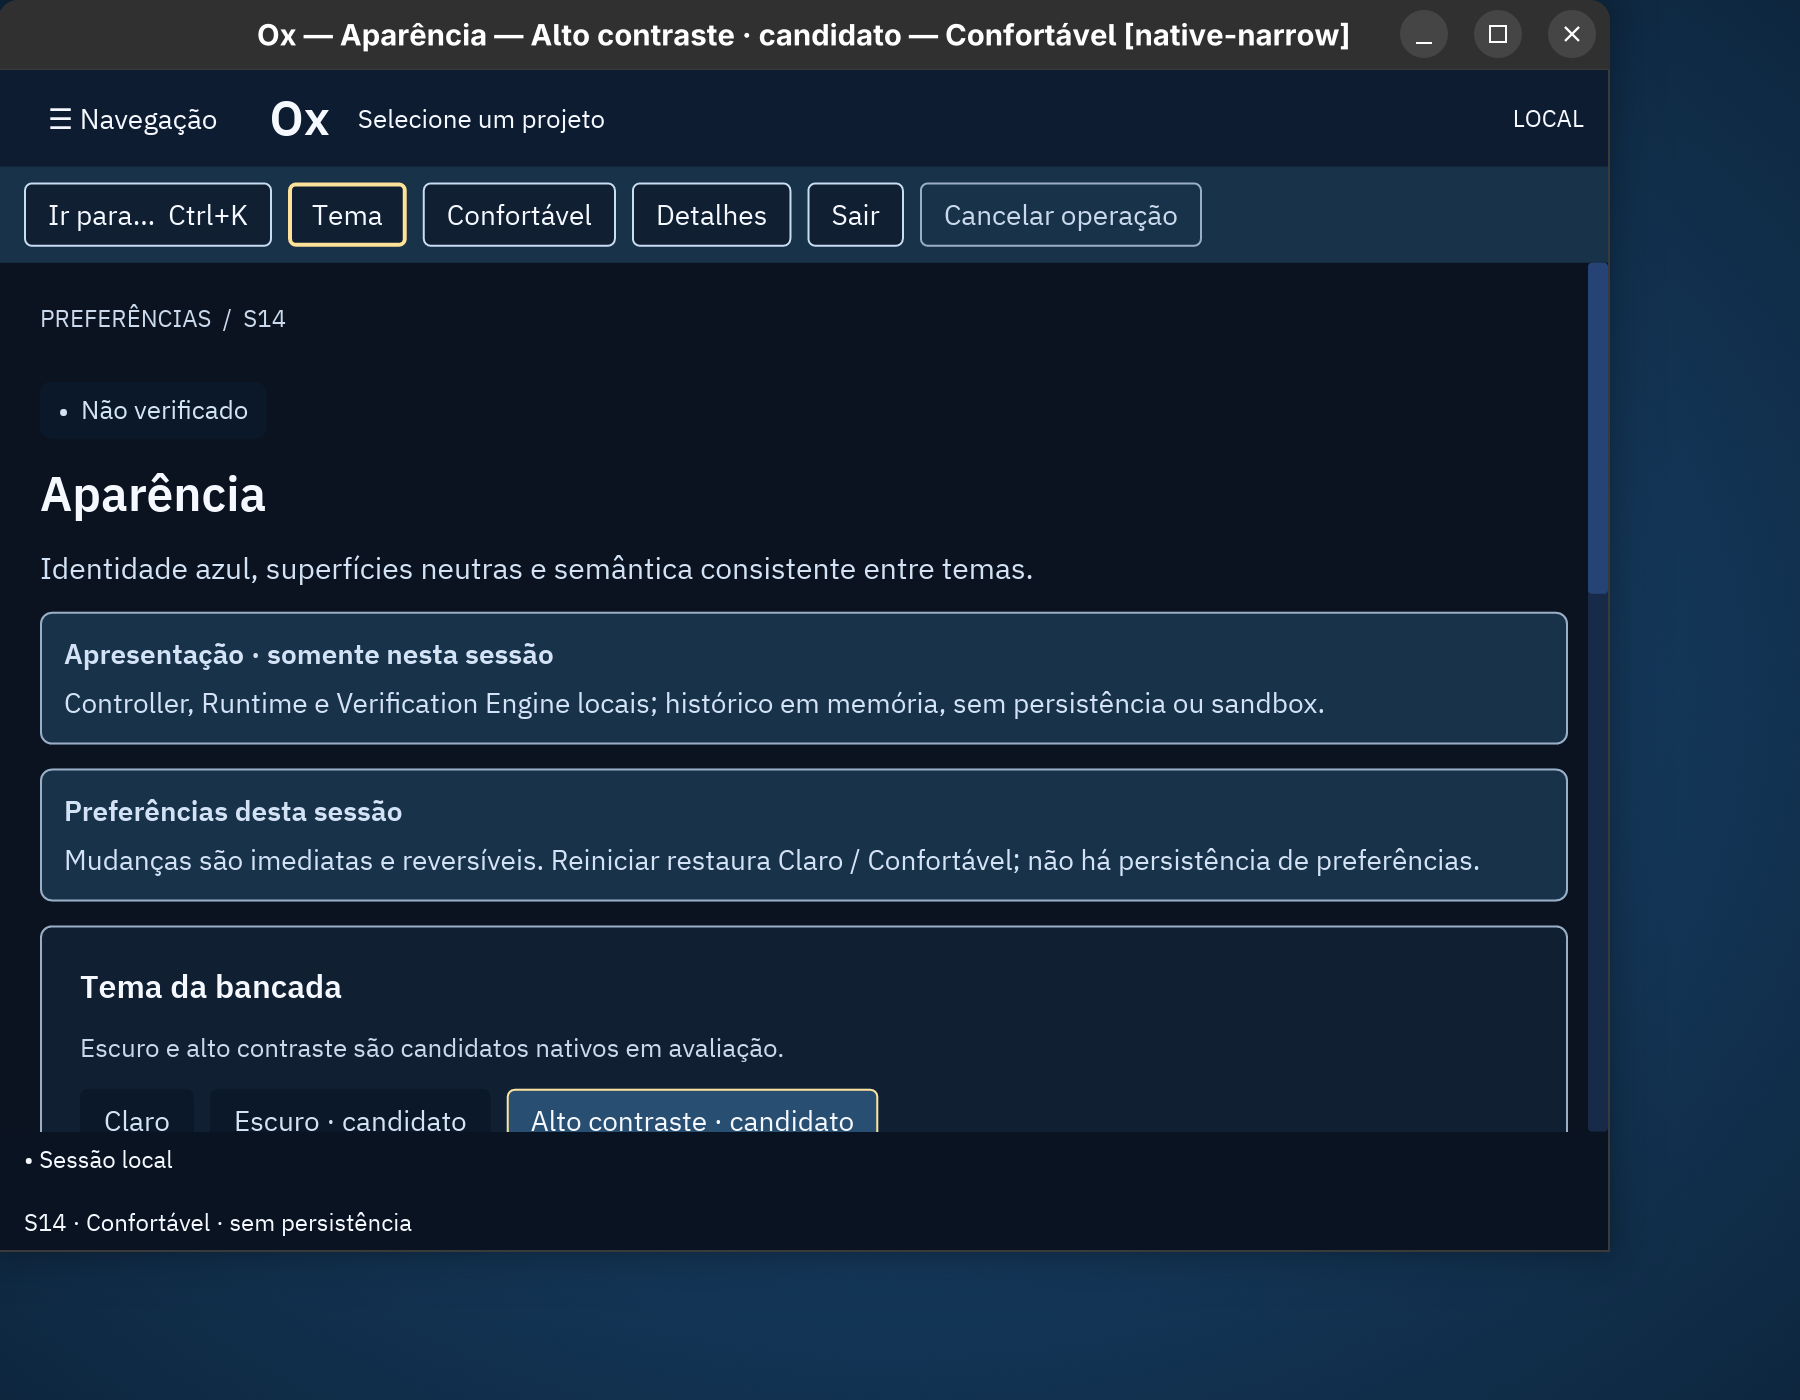 Ox — Aparência — Alto contraste · candidato — Confortável [native-narrow]
☰ Navegação Ox Selecione um projeto LOCAL
Ir para... Ctrl+K Tema Confortável Detalhes Sair Cancelar operação
PREFERÊNCIAS / S14
• Não verificado
Aparência
Identidade azul, superfícies neutras e semântica consistente entre temas.
Apresentação · somente nesta sessão
Controller, Runtime e Verification Engine locais; histórico em memória, sem persistência ou sandbox.
Preferências desta sessão
Mudanças são imediatas e reversíveis. Reiniciar restaura Claro / Confortável; não há persistência de preferências.
Tema da bancada
Escuro e alto contraste são candidatos nativos em avaliação.
Claro Escuro · candidato Alto contraste · candidato
• Sessão local
S14 · Confortável · sem persistência